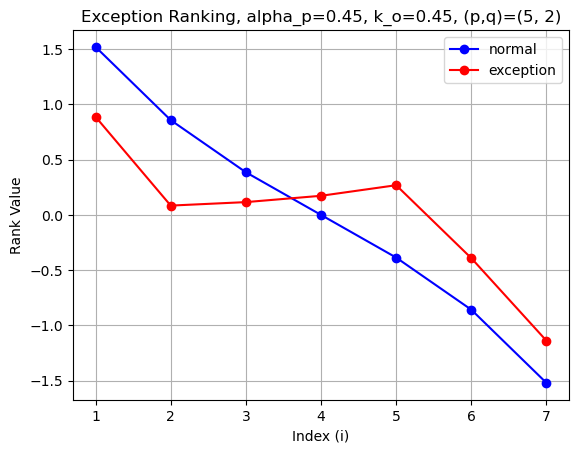 Exception Ranking, alpha_p=0.45, k_o=0.45, (p,q)=(5, 2)
normal
exception
1.5
1.0
0.5
0.0
−0.5
−1.0
−1.5
Rank Value
1 2 3 4 5 6 7
Index (i)